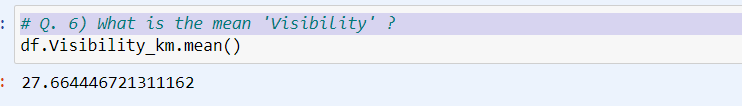 # Q. 6) What is the mean 'Visibility' ?
df.Visibility_km.mean()
27.664446721311162